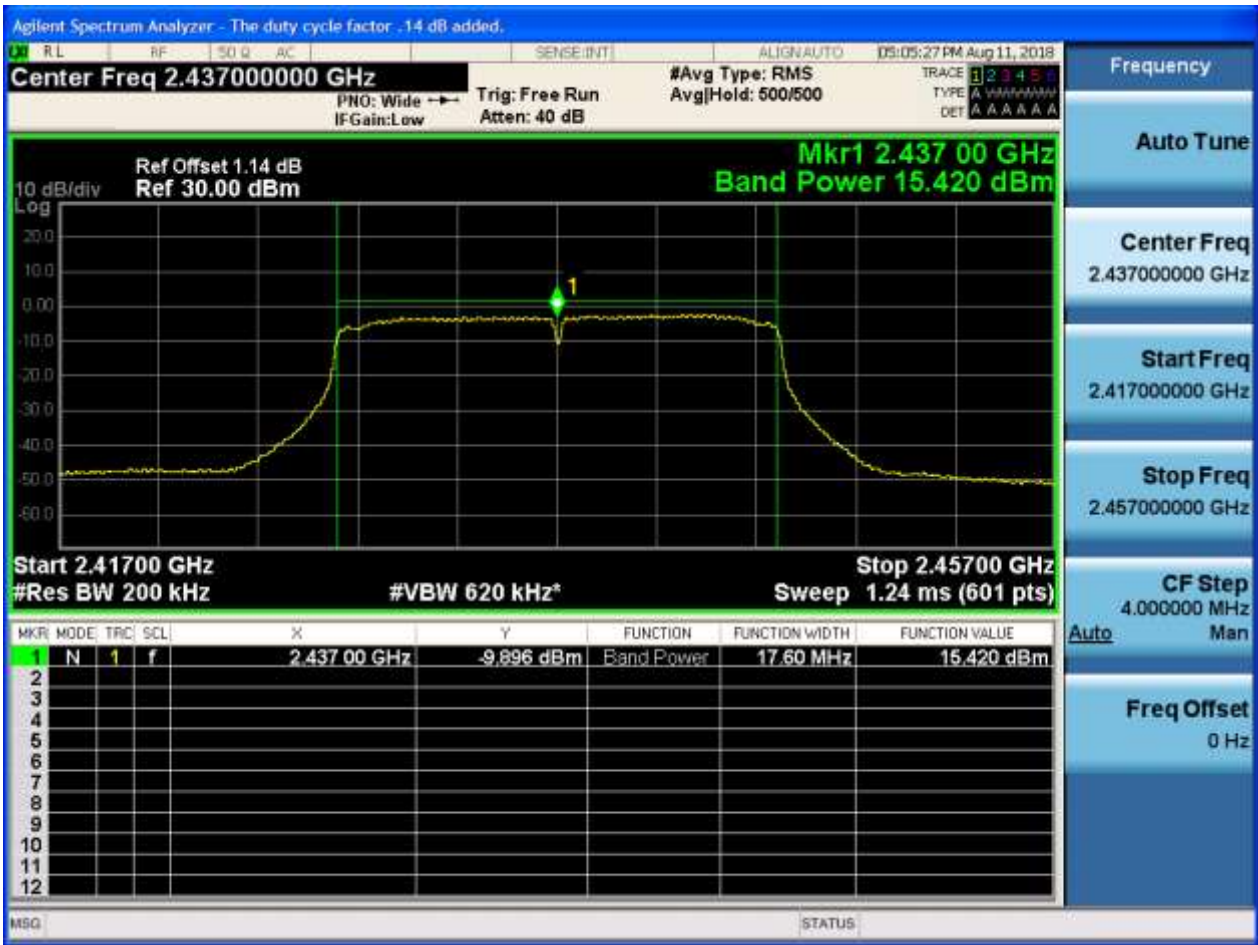 Agilent Spectrum Analyzer - The duty cycle factor .14 dB added.
LXI RL RF 50 Ω AC SENSE:INT ALIGNAUTO 05:05:27 PM Aug 11, 2018
Center Freq 2.437000000 GHz
#Avg Type: RMS
TRACE 1 2 3 4 5 6
PNO: Wide
Trig: Free Run
Avg|Hold: 500/500
TYPE A WWWWW
IFGain:Low
Atten: 40 dB
DET A A A A A A
Mkr1 2.437 00 GHz
Ref Offset 1.14 dB
10 dB/div Ref 30.00 dBm
Band Power 15.420 dBm
Log
20.0
10.0
0.00
-10.0
-20.0
-30.0
-40.0
-50.0
-60.0
1
Start 2.41700 GHz
Stop 2.45700 GHz
#Res BW 200 kHz
#VBW 620 kHz*
Sweep 1.24 ms (601 pts)
MKR MODE TRC SCL X Y FUNCTION FUNCTION WIDTH FUNCTION VALUE
1 N 1 f 2.437 00 GHz -9.896 dBm Band Power 17.60 MHz 15.420 dBm
2
3
4
5
6
7
8
9
10
11
12
MSG STATUS
Frequency
Auto Tune
Center Freq
2.437000000 GHz
Start Freq
2.417000000 GHz
Stop Freq
2.457000000 GHz
CF Step
4.000000 MHz
Auto Man
Freq Offset
0 Hz